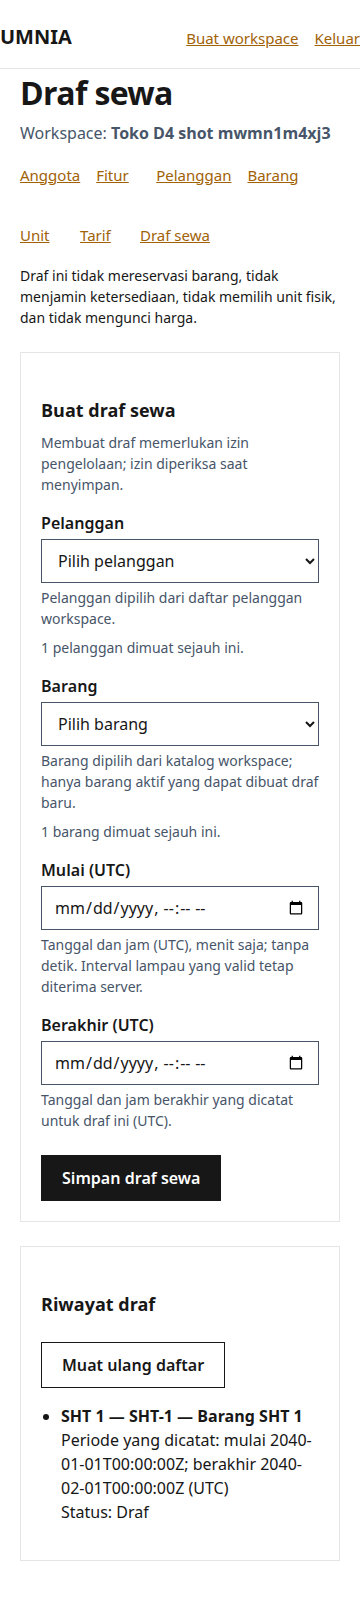 UMNIA Buat workspace Keluar
Draf sewa
Workspace: Toko D4 shot mwmn1m4xj3
Anggota Fitur Pelanggan Barang
Unit Tarif Draf sewa
Draf ini tidak mereservasi barang, tidak
menjamin ketersediaan, tidak memilih unit fisik,
dan tidak mengunci harga.
Buat draf sewa
Membuat draf memerlukan izin
pengelolaan; izin diperiksa saat
menyimpan.
Pelanggan
Pilih pelanggan
Pelanggan dipilih dari daftar pelanggan
workspace.
1 pelanggan dimuat sejauh ini.
Barang
Pilih barang
Barang dipilih dari katalog workspace;
hanya barang aktif yang dapat dibuat draf
baru.
1 barang dimuat sejauh ini.
Mulai (UTC)
mm/dd/yyyy, --:-- --
Tanggal dan jam (UTC), menit saja; tanpa
detik. Interval lampau yang valid tetap
diterima server.
Berakhir (UTC)
mm/dd/yyyy, --:-- --
Tanggal dan jam berakhir yang dicatat
untuk draf ini (UTC).
Simpan draf sewa
Riwayat draf
Muat ulang daftar
• SHT 1 — SHT-1 — Barang SHT 1
Periode yang dicatat: mulai 2040-
01-01T00:00:00Z; berakhir 2040-
02-01T00:00:00Z (UTC)
Status: Draf